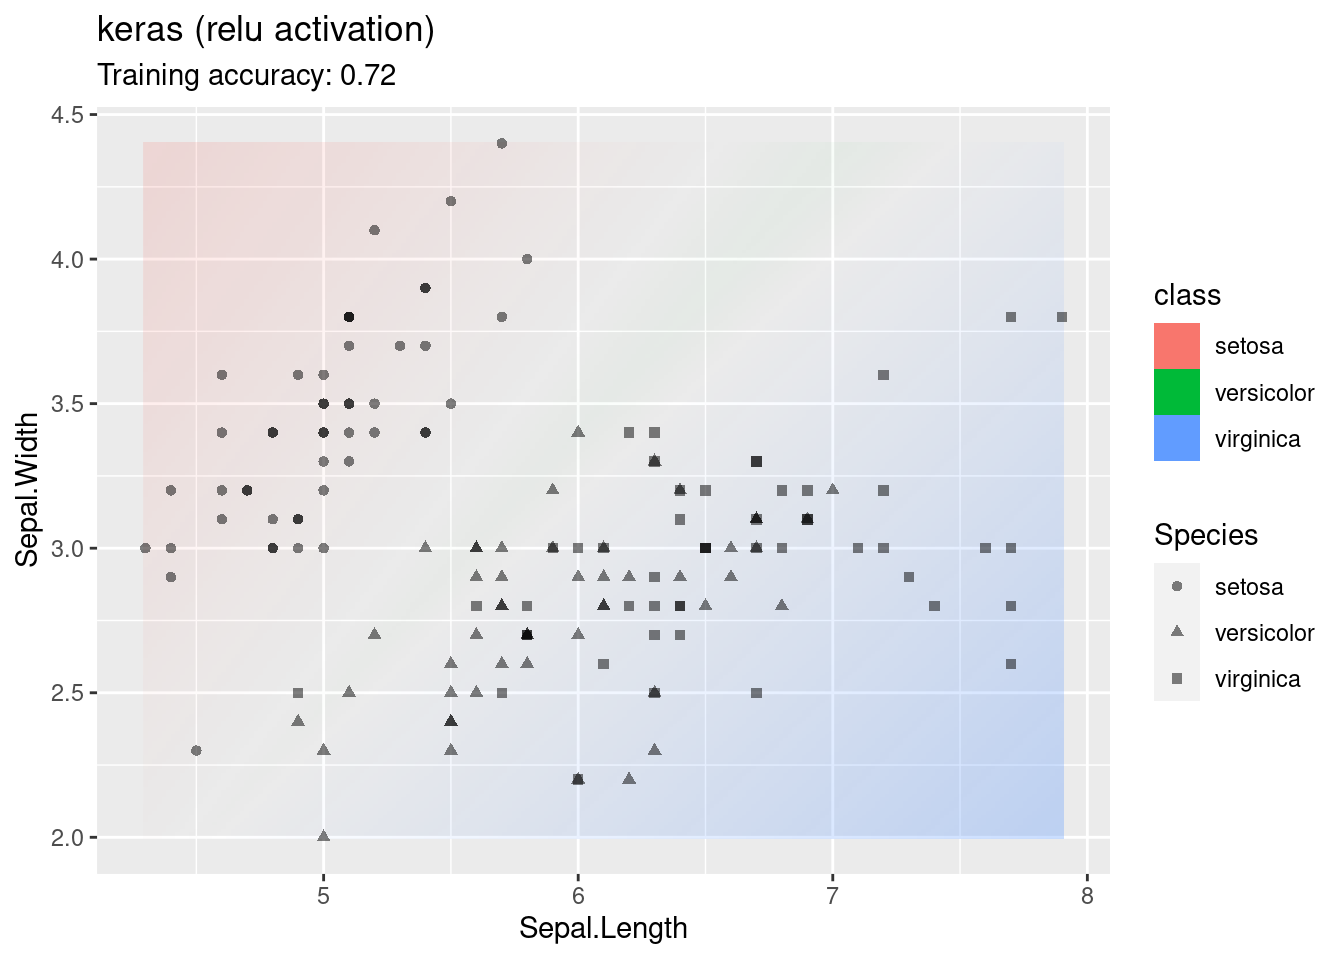 keras (relu activation)
Training accuracy: 0.72
4.5
4.0
3.5
3.0
2.5
2.0
Sepal.Width
5
6
7
8
Sepal.Length
class
setosa
versicolor
virginica
Species
setosa
versicolor
virginica